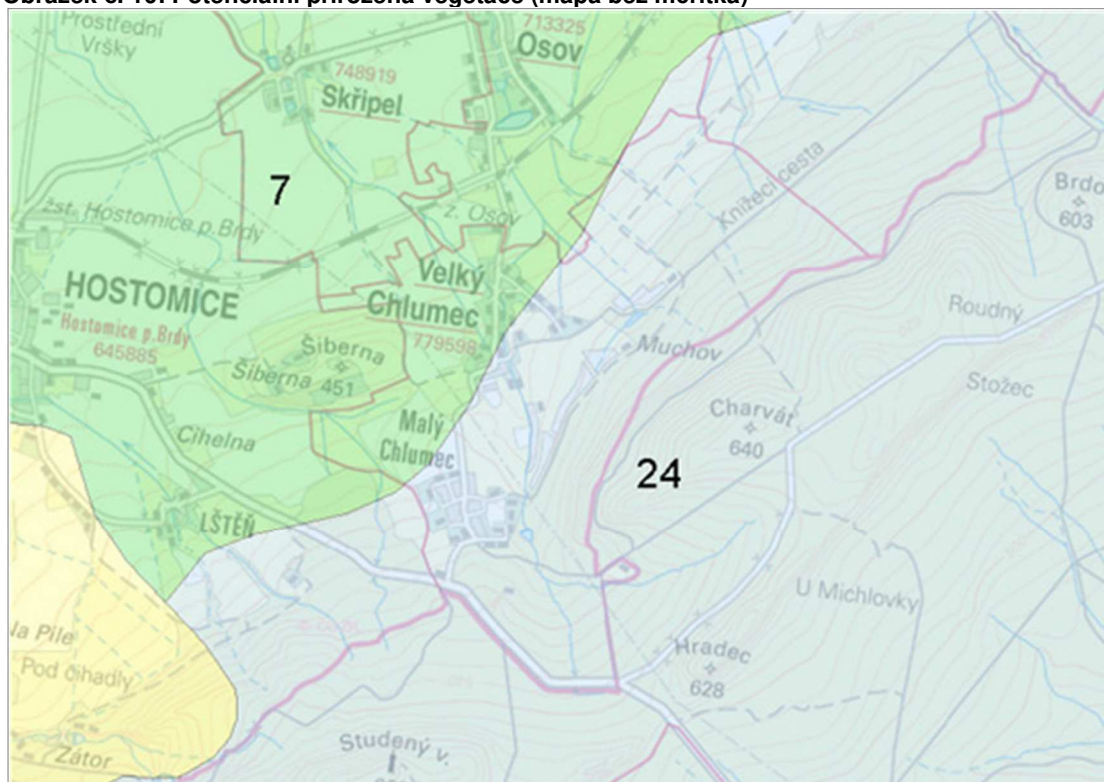 Obrázek č. 10.: Potenciální přirozená vegetace (mapa bez měřítka)
Prostřední
Vršky
713325
Osov
748919
Skřipel
7
Knížecí cesta
Brdo
603
žst. Hostomice p.Brdy
z. Osov
HOSTOMICE
Hostomice p.Brdy
645885
Velký
Chlumec
779598
Roudný
Šiberna
Šiberna 451
Muchov
Stožec
Malý
Chlumec
Charvát
640
Cihelna
24
LŠTĚŇ
U Michlovky
Na Pile
Pod čihadly
Hradec
628
Zátor
Studený v.